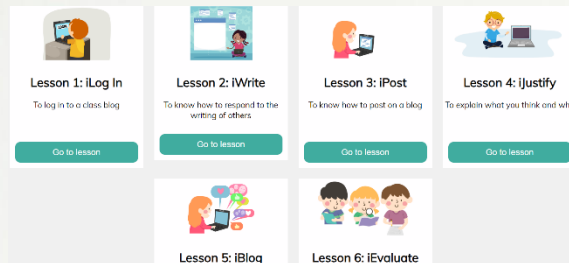 Lesson 1: iLog In
To log in to a class blog
Go to lesson
Lesson 2: iWrite
To know how to respond to the
writing of others
Go to lesson
Lesson 3: iPost
To know how to post on a blog
Go to lesson
Lesson 4: iJustify
To explain what you think and wh
Go to lesson
Lesson 5: iBlog
Lesson 6: iEvaluate